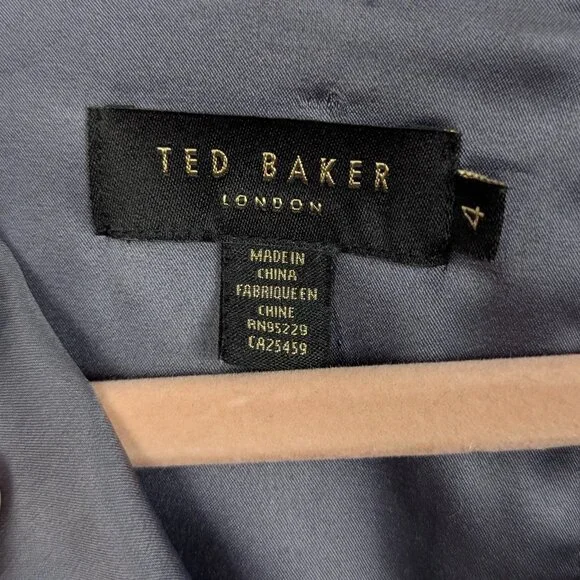 TED BAKER
LONDON
4
MADE IN
CHINA
FABRIQUE EN
CHINE
RN95229
CA25459